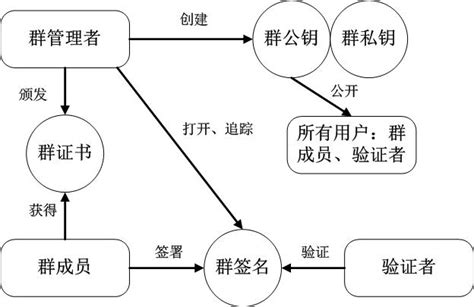 群管理者
创建
群公钥
群私钥
颁发
打开、追踪
公开
所有用户：群
成员、验证者
群证书
获得
群成员
签署
群签名
验证
验证者